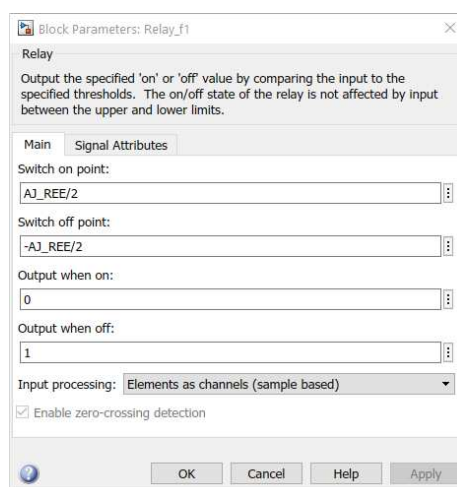 Block Parameters: Relay_f1
Relay
Output the specified 'on' or 'off' value by comparing the input to the
specified thresholds. The on/off state of the relay is not affected by input
between the upper and lower limits.
Main Signal Attributes
Switch on point:
AJ_REE/2
Switch off point:
-AJ_REE/2
Output when on:
0
Output when off:
1
Input processing: Elements as channels (sample based)
Enable zero-crossing detection
OK Cancel Help Apply